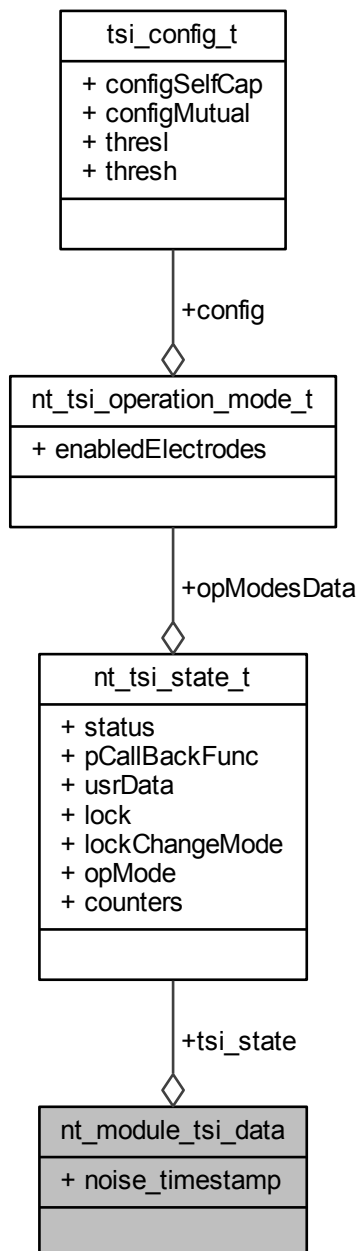 tsi_config_t
+ configSelfCap
+ configMutual
+ thresl
+ thresh
+config
nt_tsi_operation_mode_t
+ enabledElectrodes
+opModesData
nt_tsi_state_t
+ status
+ pCallBackFunc
+ usrData
+ lock
+ lockChangeMode
+ opMode
+ counters
+tsi_state
nt_module_tsi_data
+ noise_timestamp